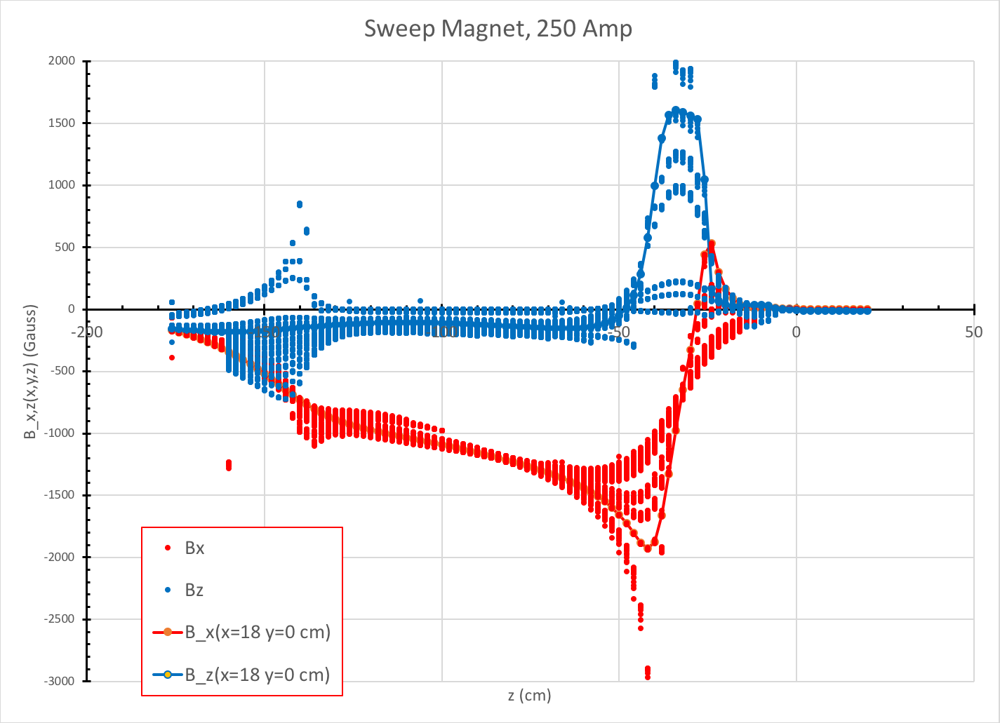 Sweep Magnet, 250 Amp
2000
1500
1000
500
0
-500
-1000
-1500
-2000
-2500
-3000
-200
-150
-100
-50
0
50
B_x,z(x,y,z) (Gauss)
z (cm)
Bx
Bz
B_x(x=18 y=0 cm)
B_z(x=18 y=0 cm)